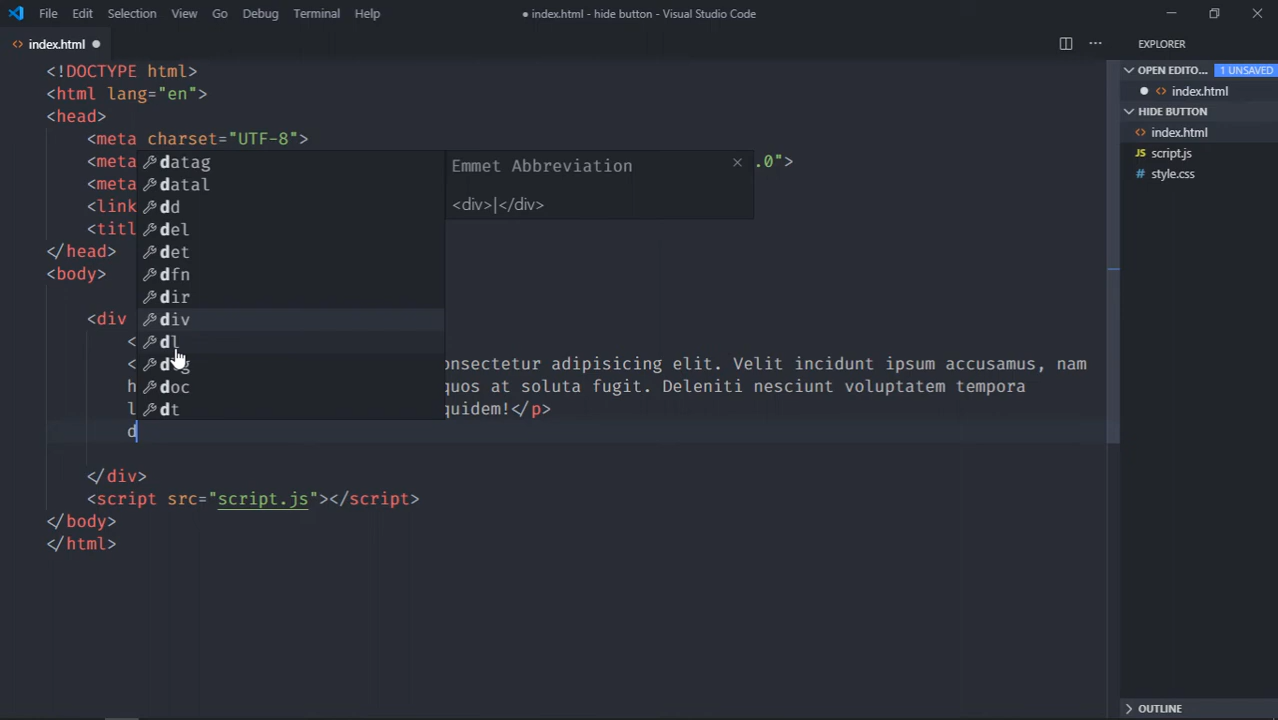 File Edit Selection View Go Debug Terminal Help
● index.html - hide button - Visual Studio Code
index.html
EXPLORER
OPEN EDITO... 1 UNSAVED
index.html
HIDE BUTTON
index.html
script.js
style.css
<!DOCTYPE html>
<html lang="en">
<head>
<meta charset="UTF-8">
<meta .0">
<meta
<link
<titl
</head>
<body>
<div
<
< onsectetur adipisicing elit. Velit incidunt ipsum accusamus, nam
h quos at soluta fugit. Deleniti nesciunt voluptatem tempora
l quidem!</p>
d
</div>
<script src="script.js"></script>
</body>
</html>
datag
datal
dd
del
det
dfn
dir
div
dl
doc
dt
Emmet Abbreviation
<div>|</div>
OUTLINE